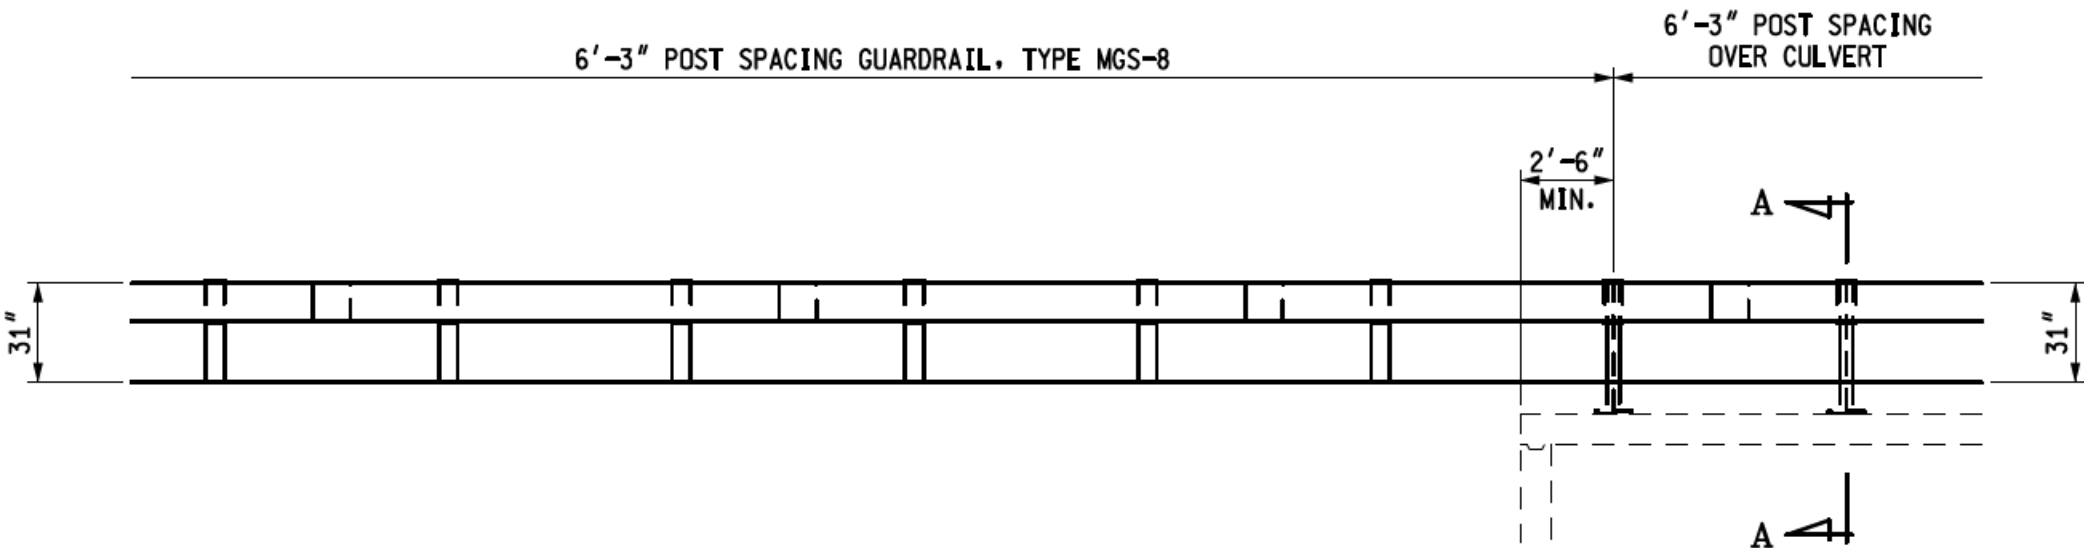 6'-3" POST SPACING
OVER CULVERT
6'-3" POST SPACING GUARDRAIL, TYPE MGS-8
2'-6"
MIN.
A
31"
31"
A